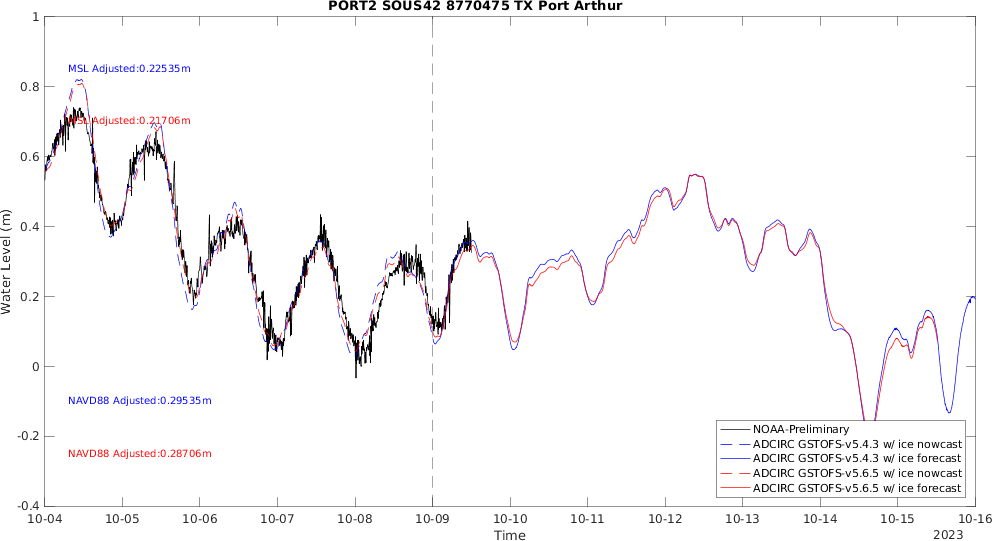 PORT2 SOUS42 8770475 TX Port Arthur
1
MSL Adjusted:0.22535m
0.8
MSL Adjusted:0.21706m
0.6
0.4
Water Level (m)
0.2
0
NAVD88 Adjusted:0.29535m
-0.2
NAVD88 Adjusted:0.28706m
-0.4
NOAA-Preliminary
ADCIRC GSTOFS-v5.4.3 w/ ice nowcast
ADCIRC GSTOFS-v5.4.3 w/ ice forecast
ADCIRC GSTOFS-v5.6.5 w/ ice nowcast
ADCIRC GSTOFS-v5.6.5 w/ ice forecast
10-04 10-05 10-06 10-07 10-08 10-09 10-10 10-11 10-12 10-13 10-14 10-15 10-16
Time
2023